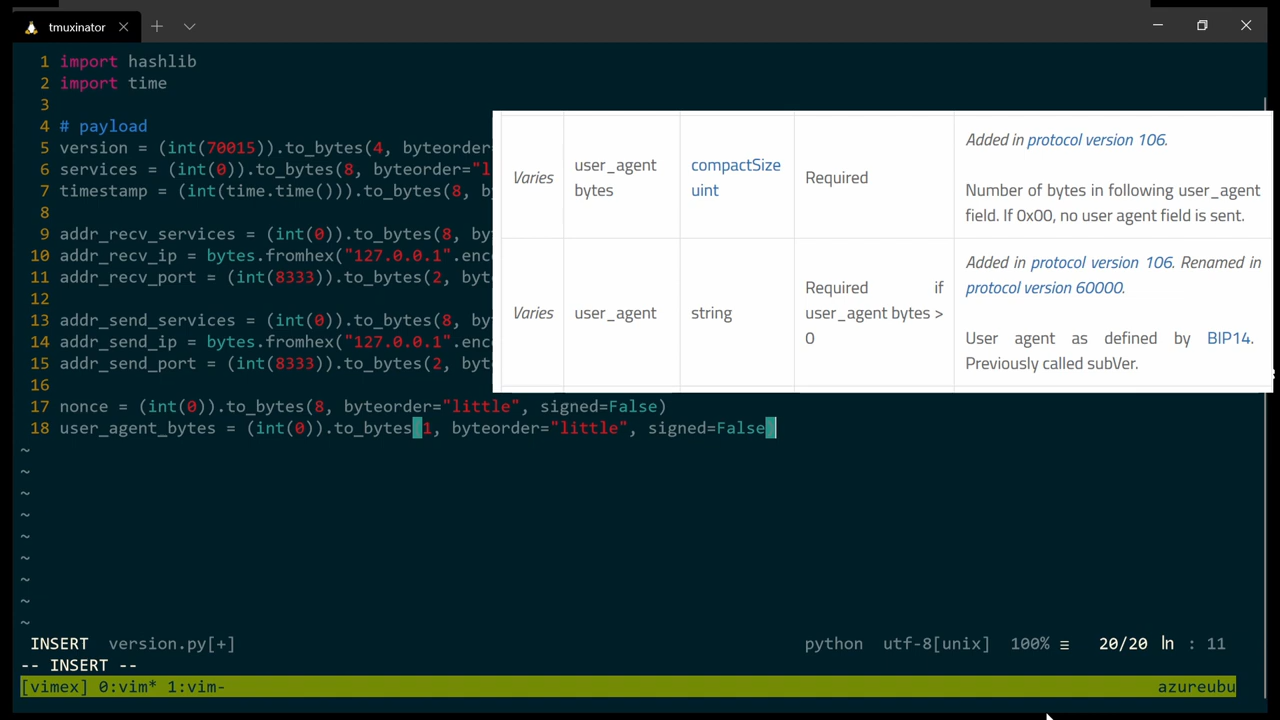 tmuxinator
1 import hashlib
2 import time
3
4 # payload
5 version = (int(70015)).to_bytes(4, byteorder=
6 services = (int(0)).to_bytes(8, byteorder="l
7 timestamp = (int(time.time())).to_bytes(8,
8
9 addr_recv_services = (int(0)).to_bytes(8, by
10 addr_recv_ip = bytes.fromhex("127.0.0.1".enc
11 addr_recv_port = (int(8333)).to_bytes(2,
12
13 addr_send_services = (int(0)).to_bytes(8, by
14 addr_send_ip = bytes.fromhex("127.0.0.1".enc
15 addr_send_port = (int(8333)).to_bytes(2,
16
17 nonce = (int(0)).to_bytes(8, byteorder="little", signed=False)
18 user_agent_bytes = (int(0)).to_bytes(1, byteorder="little", signed=False)
~
~
~
~
~
~
~
~
~
Varies
user_agent
bytes
compactSize
uint
Required
Added in protocol version 106.
Number of bytes in following user_agent
field. If 0x00, no user agent field is sent.
Varies
user_agent
string
Required if
user_agent bytes >
0
Added in protocol version 106. Renamed in
protocol version 60000.
User agent as defined by BIP14.
Previously called subVer.
INSERT version.py[+] python utf-8[unix] 100% ≡ 20/20 ln : 11
-- INSERT --
[vimex] 0:vim* 1:vim- azureubu